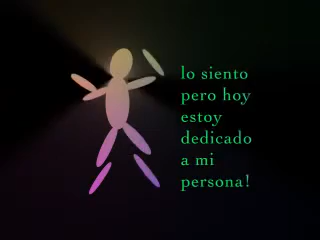 lo siento
pero hoy
estoy
dedicado
a mi
persona!